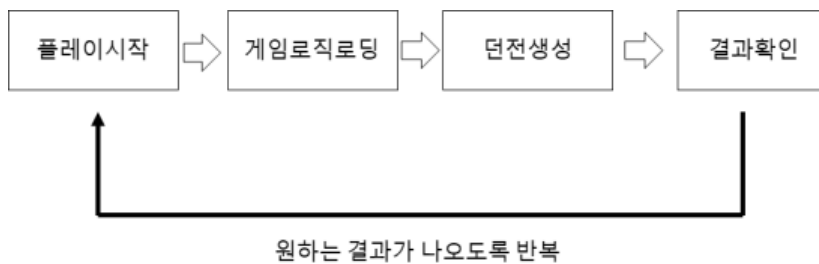 플레이시작
게임로직로딩
던전생성
결과확인
원하는 결과가 나오도록 반복